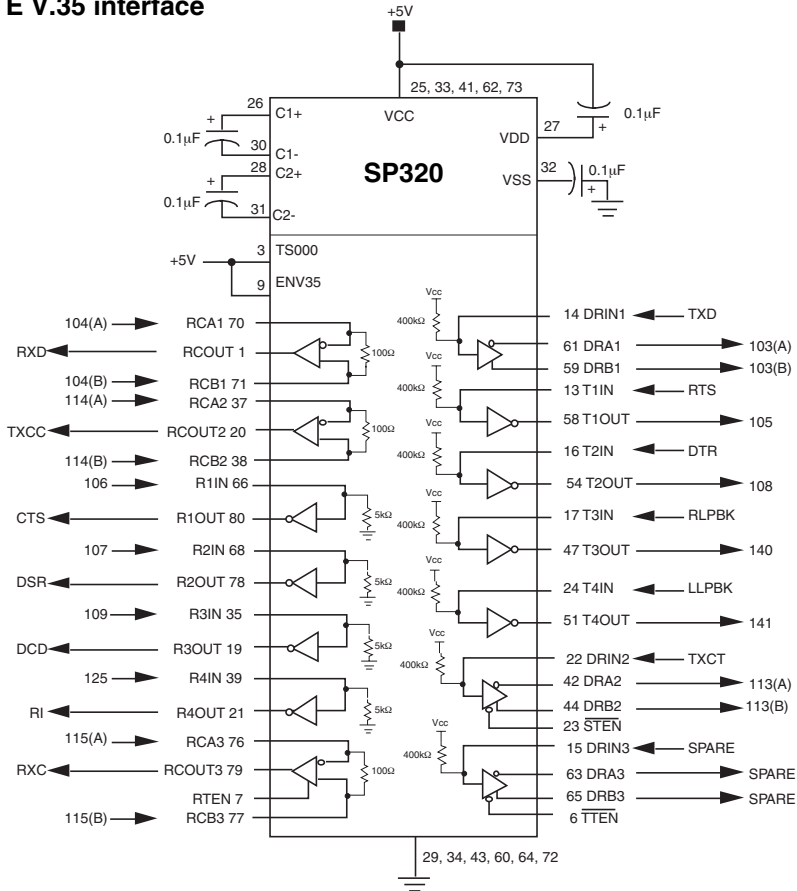 E V.35 interface
+5V
25, 33, 41, 62, 73
VCC
26
C1+
+
0.1µF
30
C1-
28
C2+
+
0.1µF
31
C2-
SP320
VDD
27
0.1µF
+
VSS
32
0.1µF
+
+5V
3
TS000
9
ENV35
104(A)
RCA1 70
RXD
RCOUT 1
100Ω
104(B)
RCB1 71
114(A)
RCA2 37
TXCC
RCOUT2 20
100Ω
114(B)
RCB2 38
106
R1IN 66
CTS
R1OUT 80
5kΩ
107
R2IN 68
DSR
R2OUT 78
5kΩ
109
R3IN 35
DCD
R3OUT 19
5kΩ
125
R4IN 39
RI
R4OUT 21
5kΩ
115(A)
RCA3 76
RXC
RCOUT3 79
100Ω
RTEN 7
115(B)
RCB3 77
Vcc
400kΩ
14 DRIN1
TXD
61 DRA1
103(A)
59 DRB1
103(B)
Vcc
400kΩ
13 T1IN
RTS
58 T1OUT
105
Vcc
400kΩ
16 T2IN
DTR
54 T2OUT
108
Vcc
400kΩ
17 T3IN
RLPBK
47 T3OUT
140
Vcc
400kΩ
24 T4IN
LLPBK
51 T4OUT
141
Vcc
400kΩ
22 DRIN2
TXCT
42 DRA2
113(A)
44 DRB2
113(B)
23 STEN
Vcc
400kΩ
15 DRIN3
SPARE
63 DRA3
SPARE
65 DRB3
SPARE
6 TTEN
29, 34, 43, 60, 64, 72